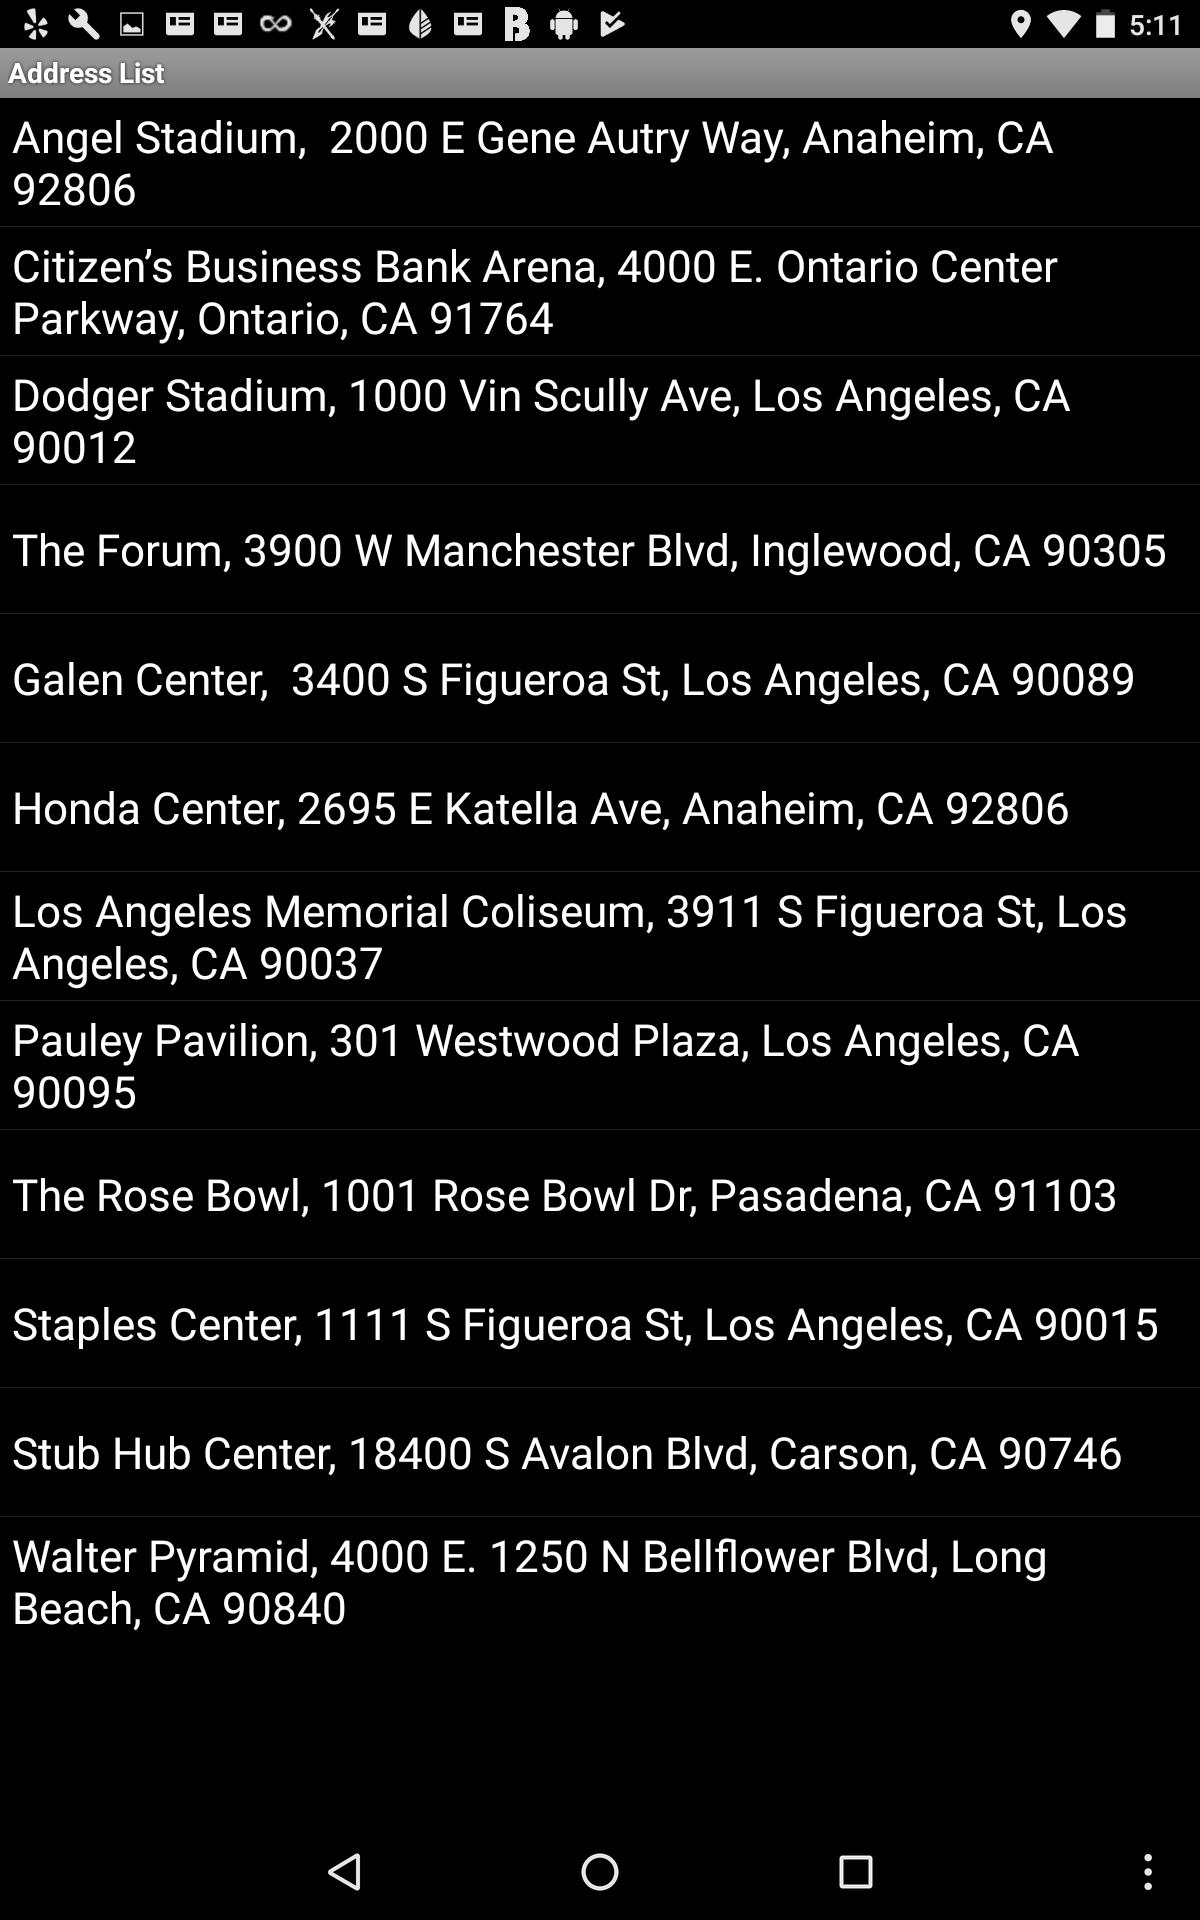 5:11
Address List
Angel Stadium,  2000 E Gene Autry Way, Anaheim, CA
92806
Citizen’s Business Bank Arena, 4000 E. Ontario Center
Parkway, Ontario, CA 91764
Dodger Stadium, 1000 Vin Scully Ave, Los Angeles, CA
90012
The Forum, 3900 W Manchester Blvd, Inglewood, CA 90305
Galen Center,  3400 S Figueroa St, Los Angeles, CA 90089
Honda Center, 2695 E Katella Ave, Anaheim, CA 92806
Los Angeles Memorial Coliseum, 3911 S Figueroa St, Los
Angeles, CA 90037
Pauley Pavilion, 301 Westwood Plaza, Los Angeles, CA
90095
The Rose Bowl, 1001 Rose Bowl Dr, Pasadena, CA 91103
Staples Center, 1111 S Figueroa St, Los Angeles, CA 90015
Stub Hub Center, 18400 S Avalon Blvd, Carson, CA 90746
Walter Pyramid, 4000 E. 1250 N Bellflower Blvd, Long
Beach, CA 90840